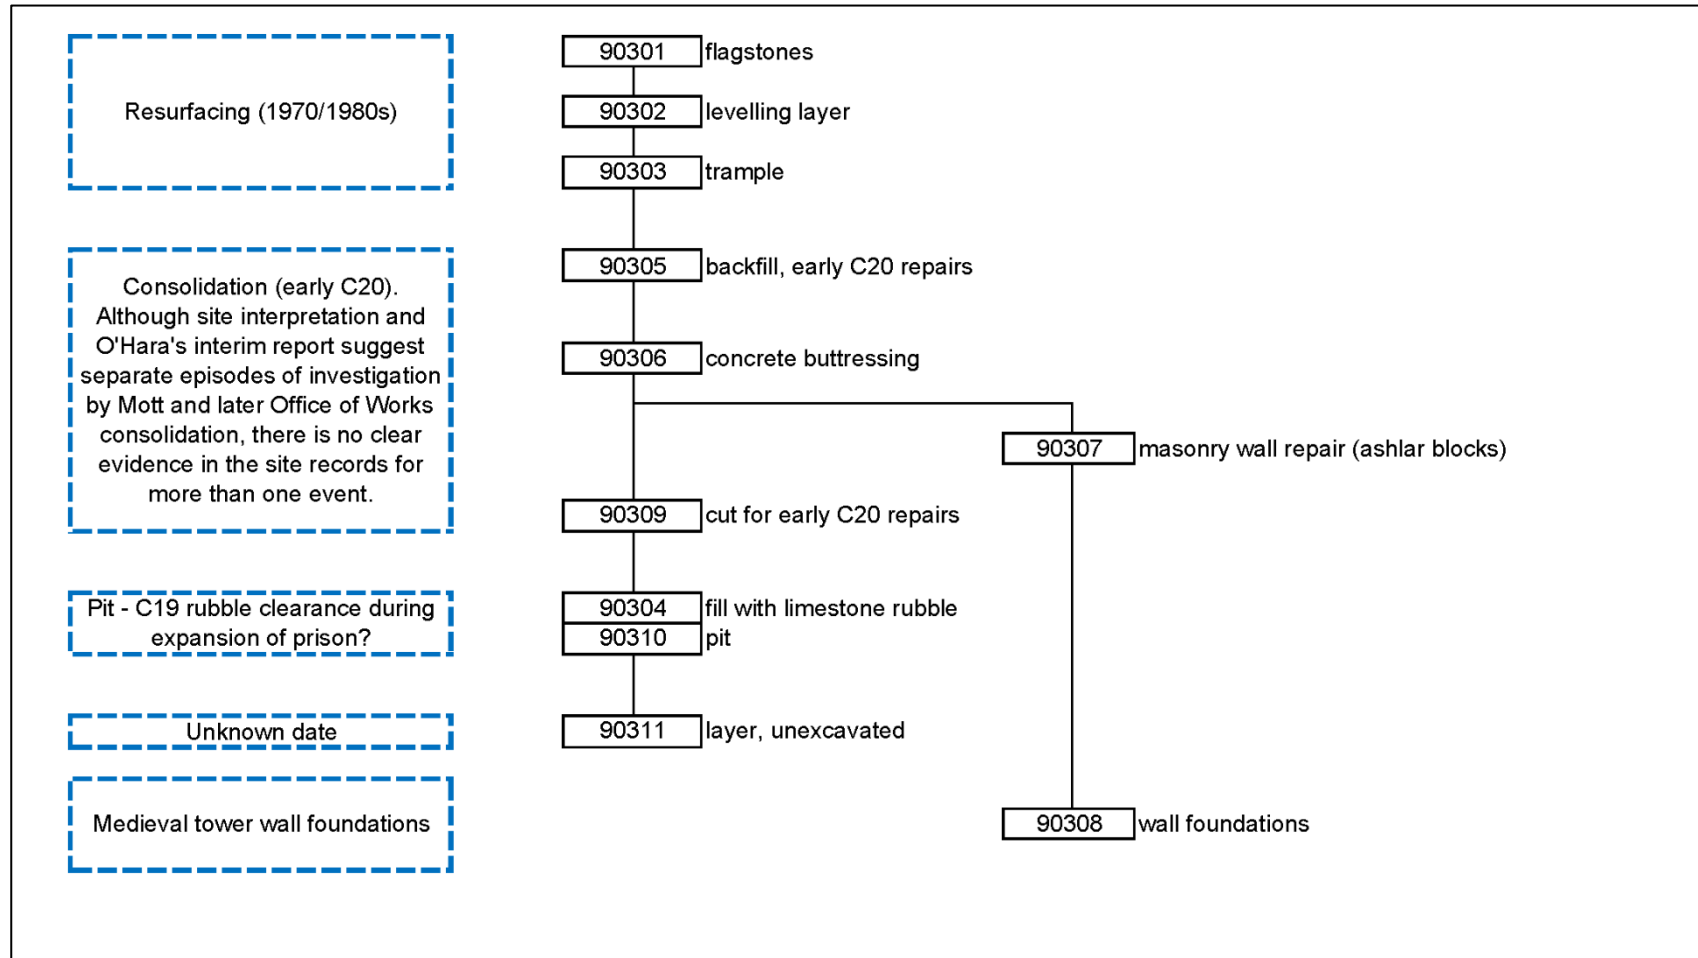 90301 flagstones
Resurfacing (1970/1980s)
90302 levelling layer
90303 trample
90305 backfill, early C20 repairs
Consolidation (early C20).
Although site interpretation and
O'Hara's interim report suggest
separate episodes of investigation
by Mott and later Office of Works
consolidation, there is no clear
evidence in the site records for
more than one event.
90306 concrete buttressing
90307 masonry wall repair (ashlar blocks)
90309 cut for early C20 repairs
Pit - C19 rubble clearance during
expansion of prison?
90304 fill with limestone rubble
90310 pit
Unknown date
90311 layer, unexcavated
Medieval tower wall foundations
90308 wall foundations